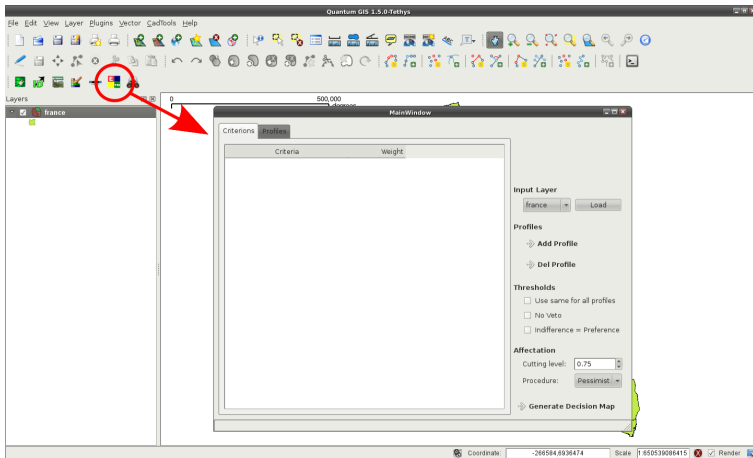 Quantum GIS 1.5.0-Tethys
File Edit View Layer Plugins Vector CadTools Help
Layers
france
0 500,000
degrees
MainWindow
Criterions Profiles
Criteria Weight
Input Layer
france Load
Profiles
Add Profile
Del Profile
Thresholds
Use same for all profiles
No Veto
Indifference = Preference
Affectation
Cutting level: 0.75
Procedure: Pessimist
Generate Decision Map
Coordinate: -266584,6936474 Scale 1:650539086415 Render